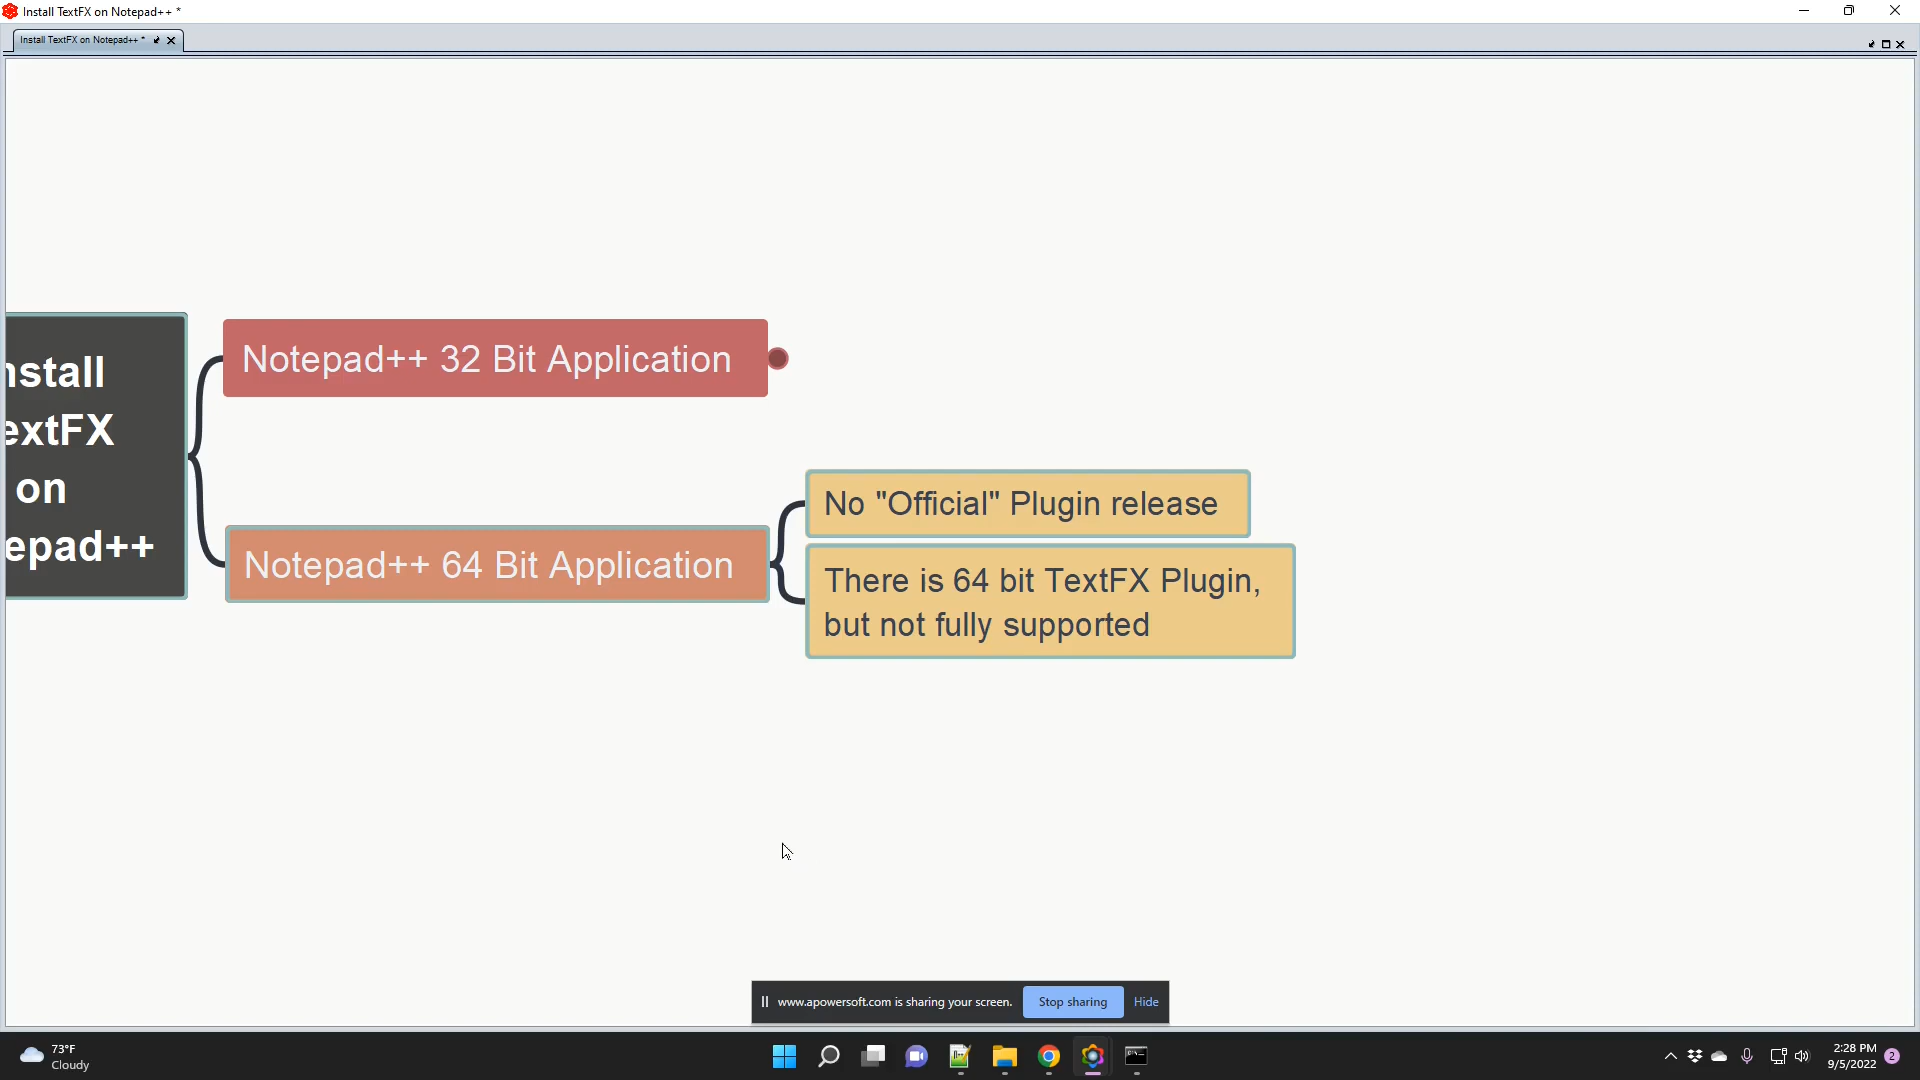 Install TextFX on Notepad++ *
Install TextFX on Notepad++ *
nstall
extFX
on
epad++
Notepad++ 32 Bit Application
Notepad++ 64 Bit Application
No "Official" Plugin release
There is 64 bit TextFX Plugin,
but not fully supported
www.apowersoft.com is sharing your screen.
Stop sharing
Hide
73°F
Cloudy
2:28 PM
9/5/2022
2